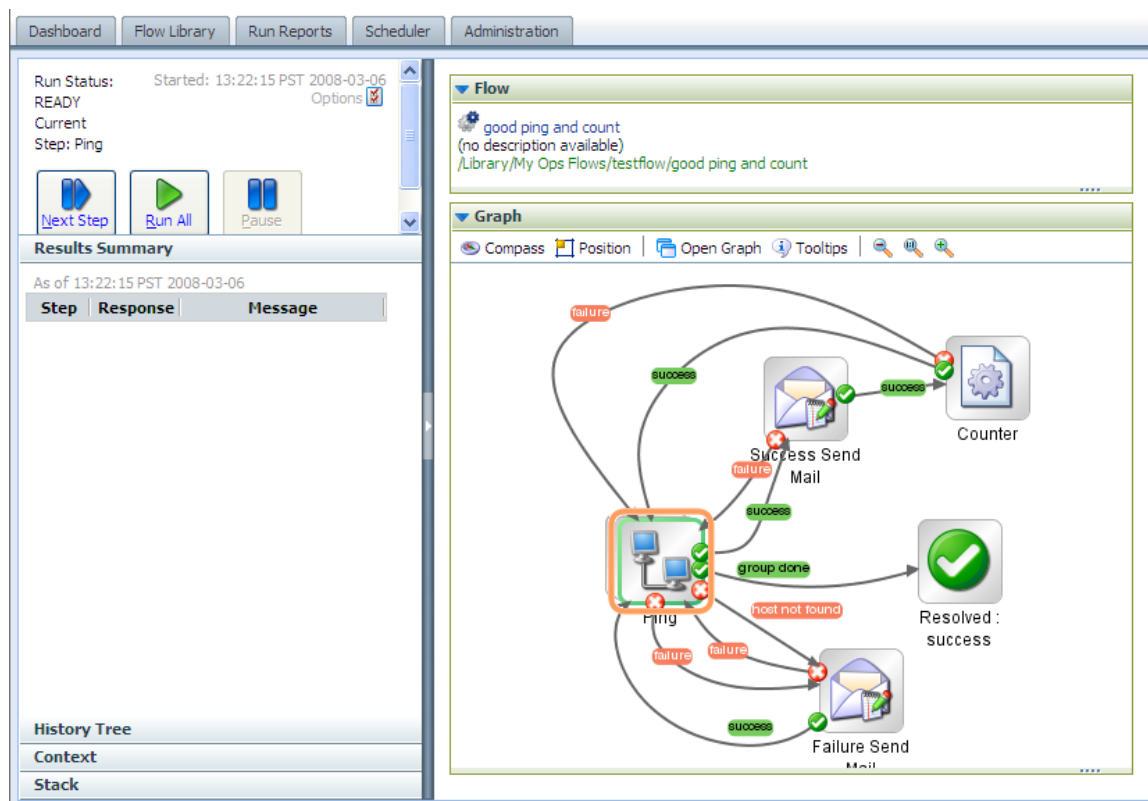 Dashboard
Flow Library
Run Reports
Scheduler
Administration
Run Status:
READY
Current
Step: Ping
Started: 13:22:15 PST 2008-03-06
Options
Next Step
Run All
Pause
Results Summary
As of 13:22:15 PST 2008-03-06
Step Response Message
History Tree
Context
Stack
Flow
good ping and count
(no description available)
/Library/My Ops Flows/testflow/good ping and count
Graph
Compass Position Open Graph Tooltips
failure
success
success
Counter
Success Send
Mail
failure
success
group done
Ping
host not found
Resolved :
success
failure
failure
success
Failure Send
Mail